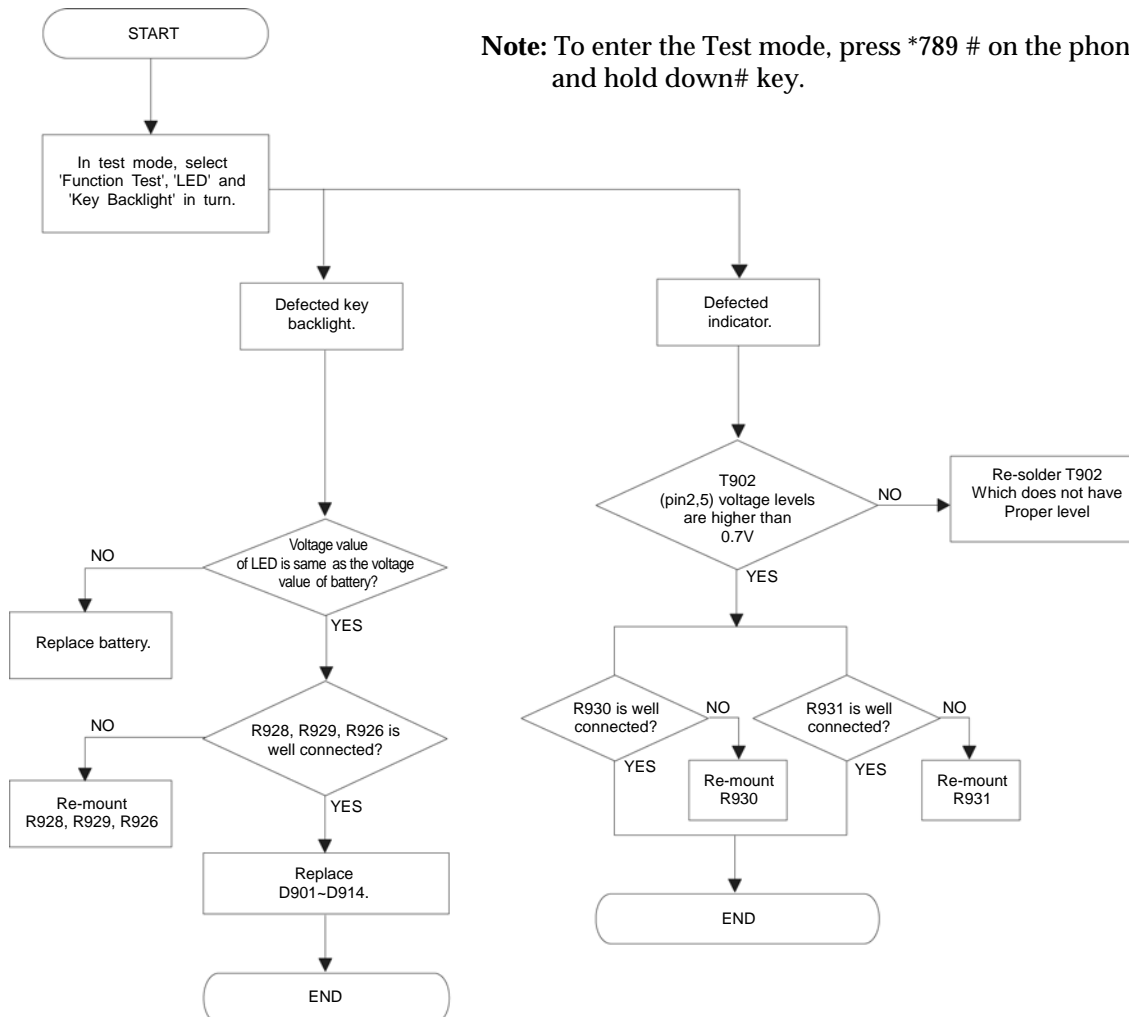 START
Note: To enter the Test mode, press *789 # on the phon
and hold down# key.
In test mode, select
'Function Test', 'LED' and
'Key Backlight' in turn.
Defected key
backlight.
Defected
indicator.
T902
(pin2,5) voltage levels
are higher than
0.7V
NO
Re-solder T902
Which does not have
Proper level
YES
Voltage value
of LED is same as the voltage
value of battery?
NO
Replace battery.
YES
R928, R929, R926 is
well connected?
NO
Re-mount
R928, R929, R926
YES
Replace
D901~D914.
END
R930 is well
connected?
NO
YES
Re-mount
R930
R931 is well
connected?
NO
YES
Re-mount
R931
END